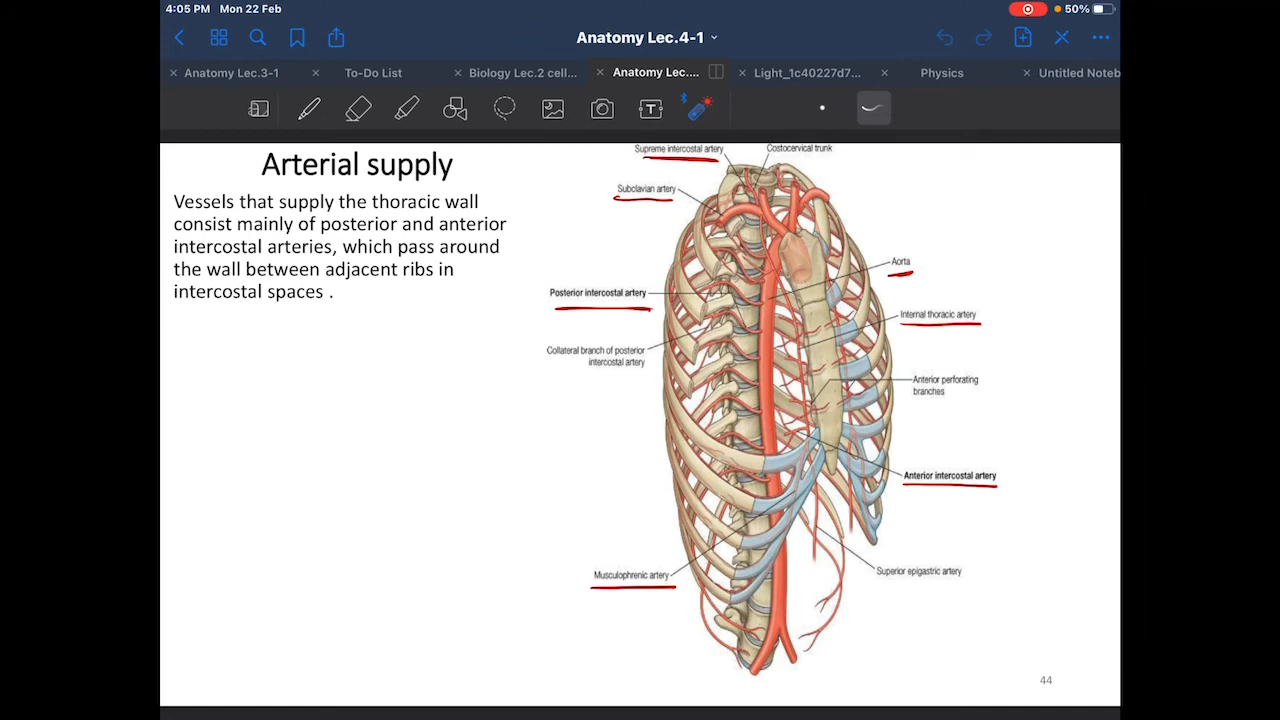 4:05 PM Mon 22 Feb
50%
Anatomy Lec.4-1
Anatomy Lec.3-1
To-Do List
Biology Lec.2 cell...
Anatomy Lec....
Light_1c40227d7...
Physics
Untitled Noteb
T
Arterial supply
Vessels that supply the thoracic wall
consist mainly of posterior and anterior
intercostal arteries, which pass around
the wall between adjacent ribs in
intercostal spaces .
Supreme intercostal artery
Costocervical trunk
Subclavian artery
Aorta
Posterior intercostal artery
Internal thoracic artery
Collateral branch of posterior
intercostal artery
Anterior perforating
branches
Anterior intercostal artery
Musculophrenic artery
Superior epigastric artery
44